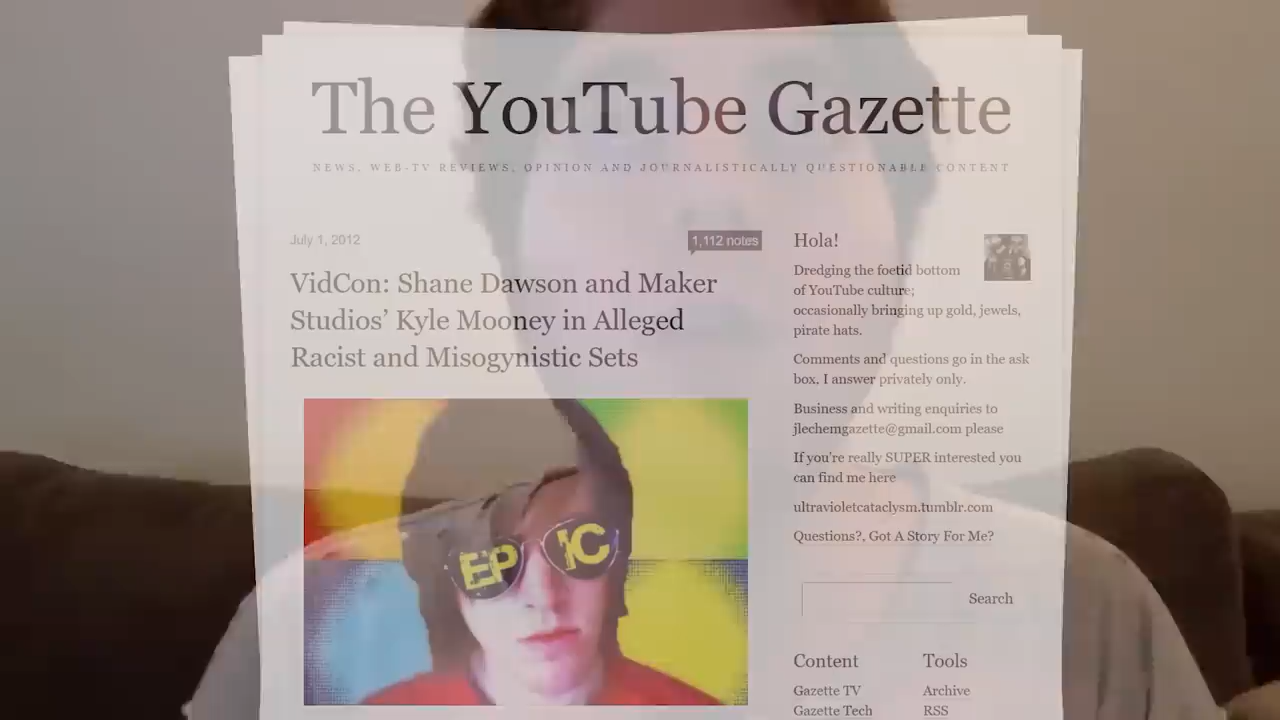 The YouTube Gazette
NEWS, WEB-TV REVIEWS, OPINION AND JOURNALISTICALLY QUESTIONABLE CONTENT
July 1, 2012
1,112 notes
VidCon: Shane Dawson and Maker
Studios’ Kyle Mooney in Alleged
Racist and Misogynistic Sets
EPIC
Hola!
Dredging the foetid bottom
of YouTube culture;
occasionally bringing up gold, jewels,
pirate hats.
Comments and questions go in the ask
box, I answer privately only.
Business and writing enquiries to
jlechemgazette@gmail.com please
If you're really SUPER interested you
can find me here
ultravioletcataclysm.tumblr.com
Questions?, Got A Story For Me?
Search
Content
Tools
Gazette TV
Archive
Gazette Tech
RSS